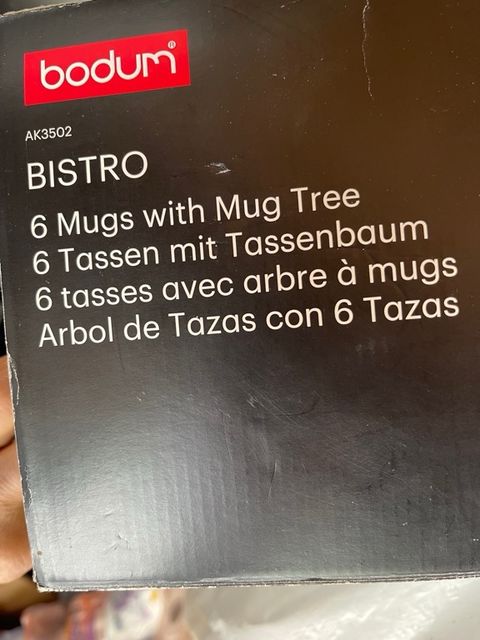 bodum®
AK3502
BISTRO
6 Mugs with Mug Tree
6 Tassen mit Tassenbaum
6 tasses avec arbre à mugs
Arbol de Tazas con 6 Tazas